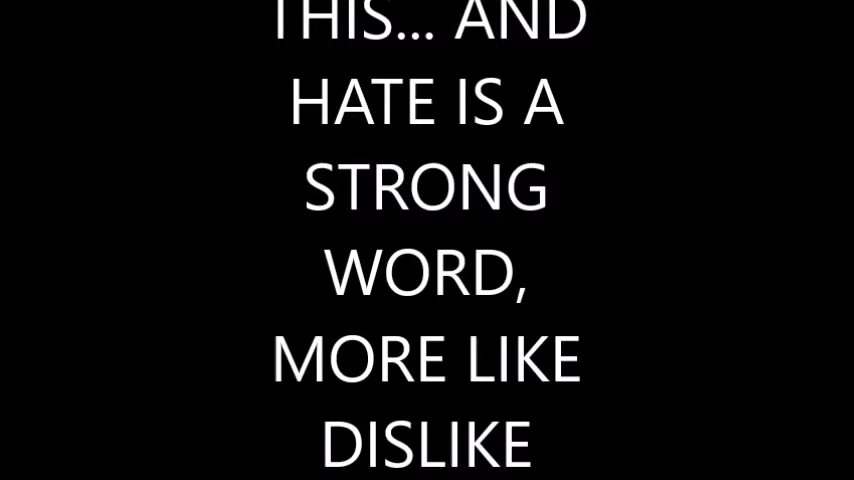 THIS... AND
HATE IS A
STRONG
WORD,
MORE LIKE
DISLIKE